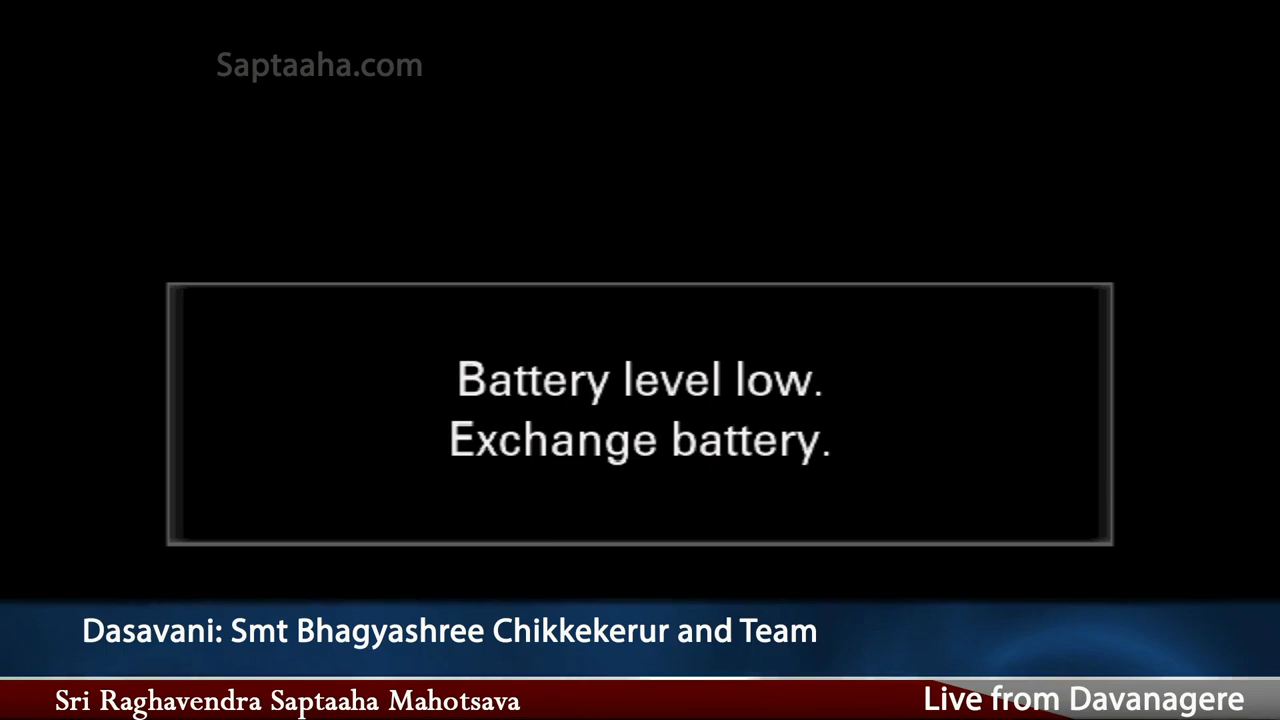 Saptaaha.com
Battery level low.
Exchange battery.
Dasavani: Smt Bhagyashree Chikkekerur and Team
Sri Raghavendra Saptaaha Mahotsava
Live from Davanagere